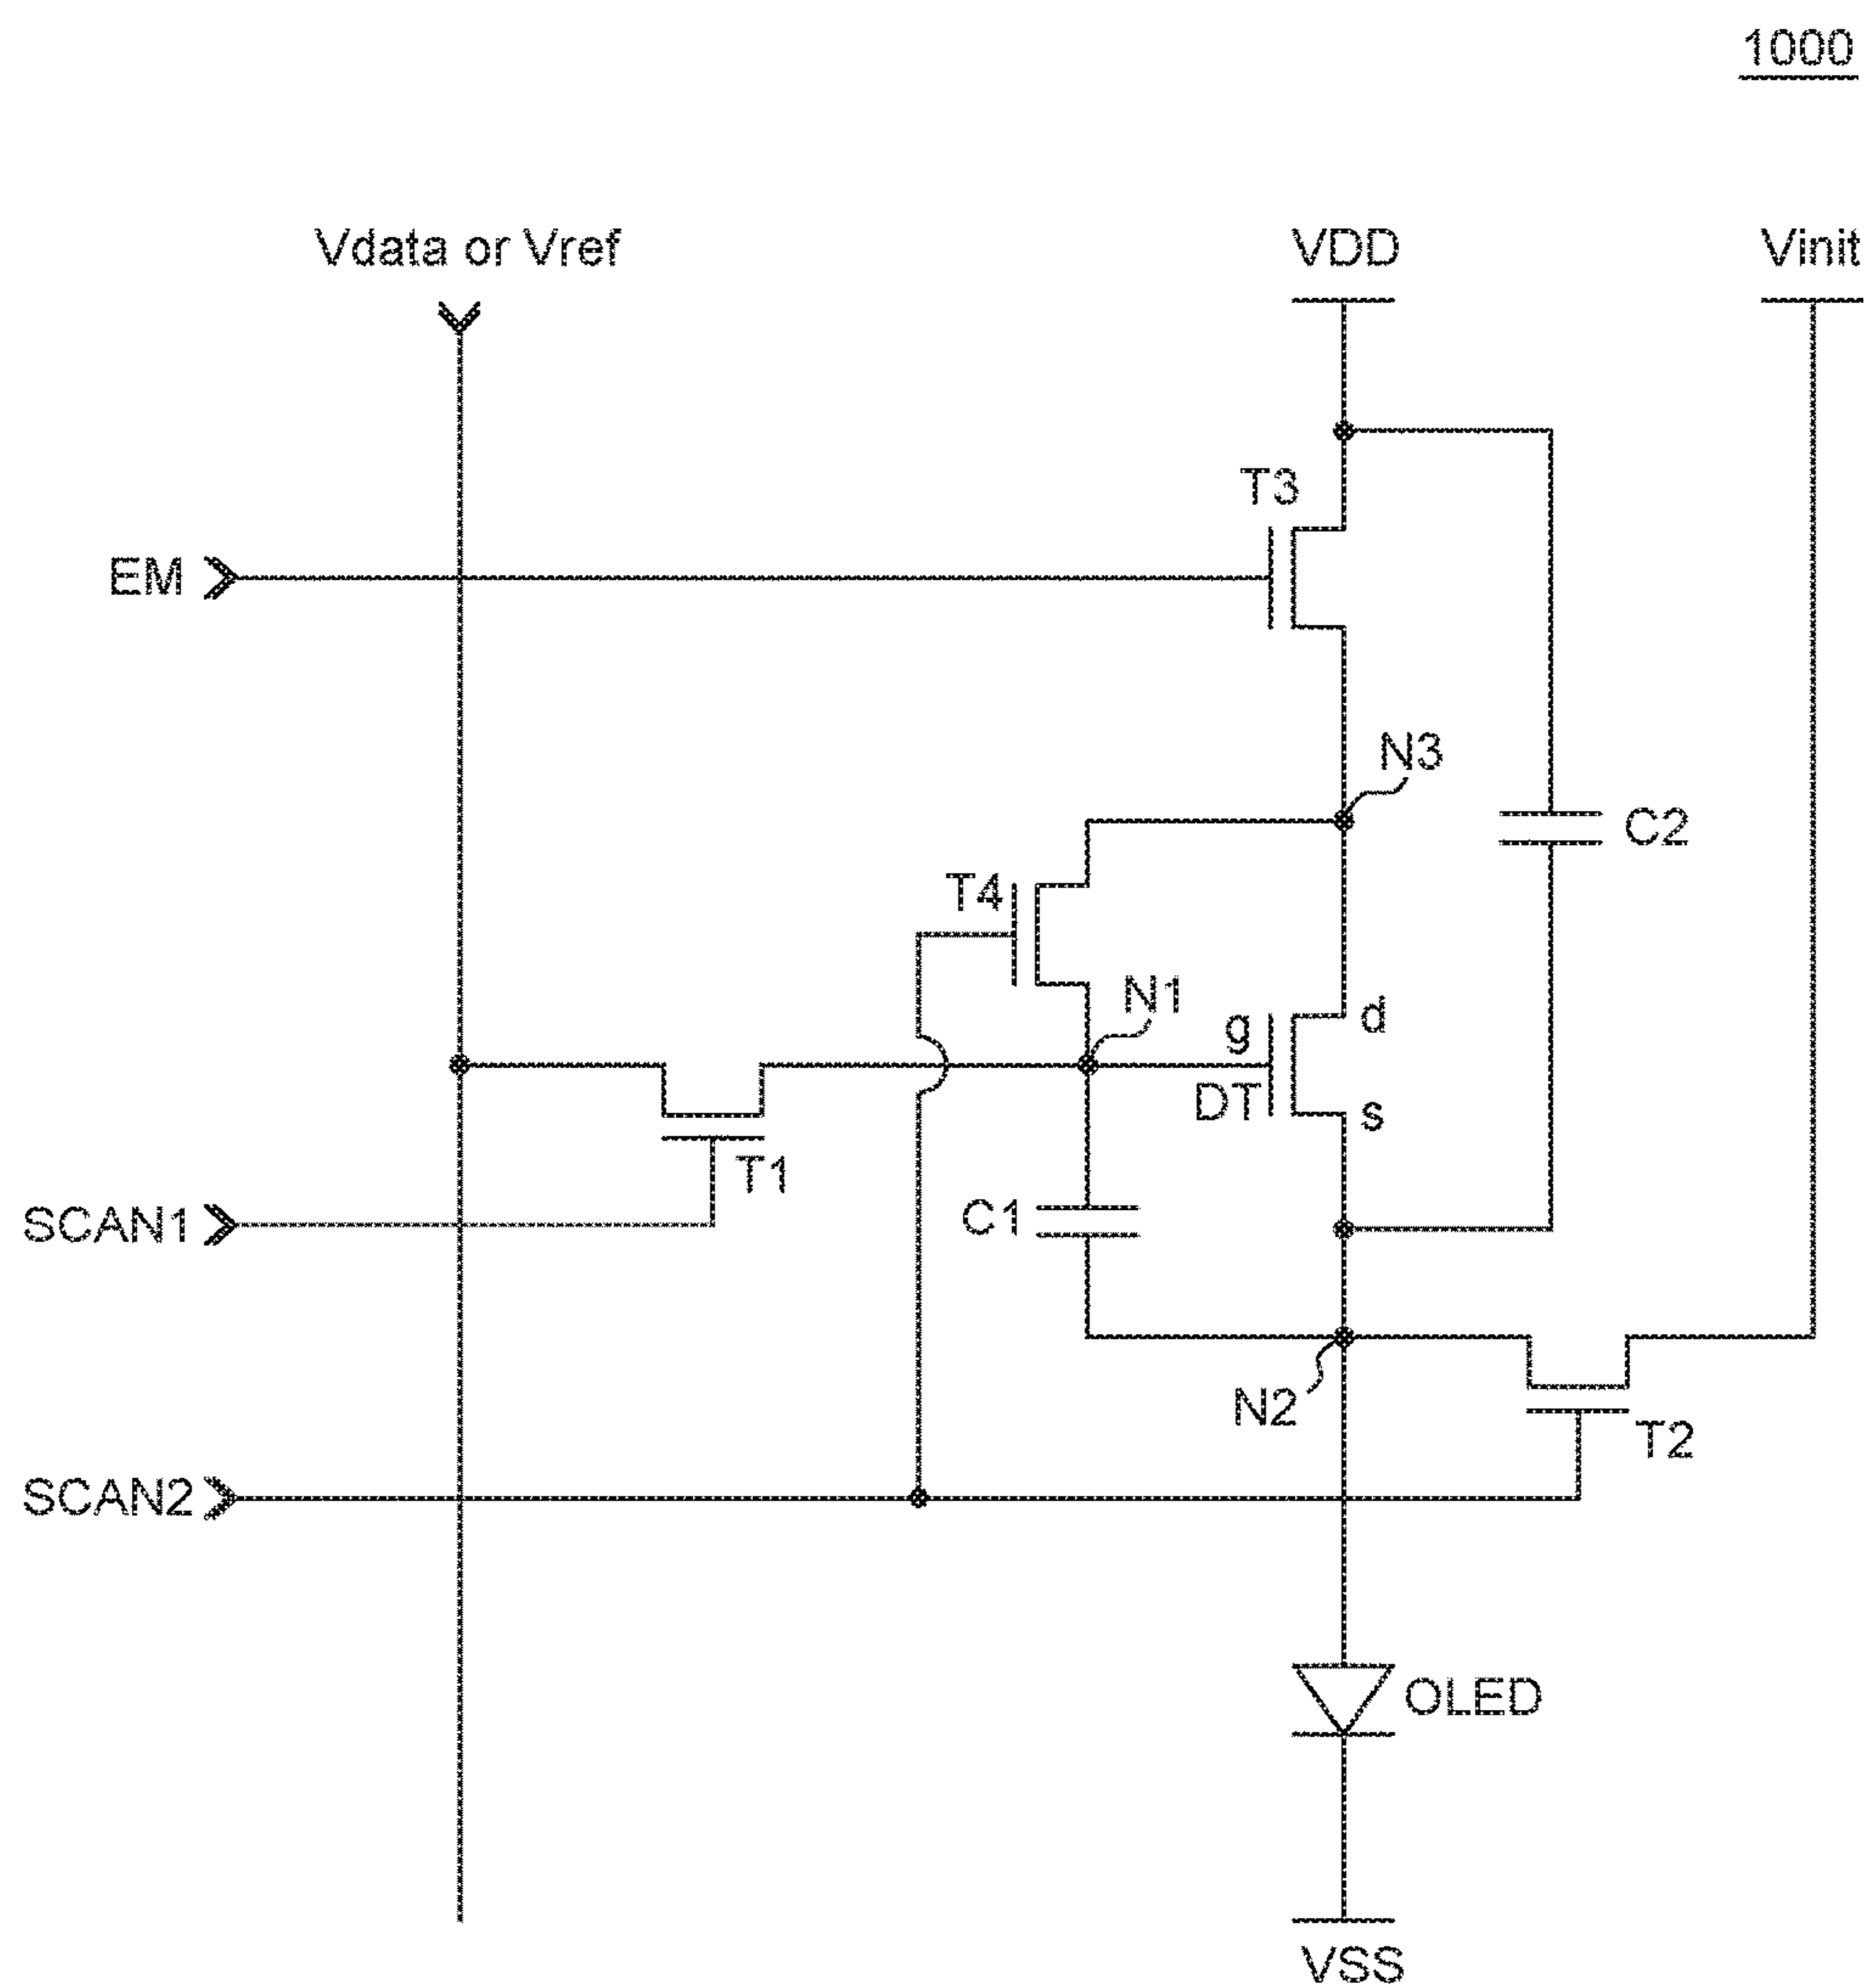 1000
Vdata or Vref
VDD
Vinit
T3
EM
N3
C2
T4
N1
g
d
DT
s
T1
C1
SCAN1
N2
T2
SCAN2
OLED
VSS